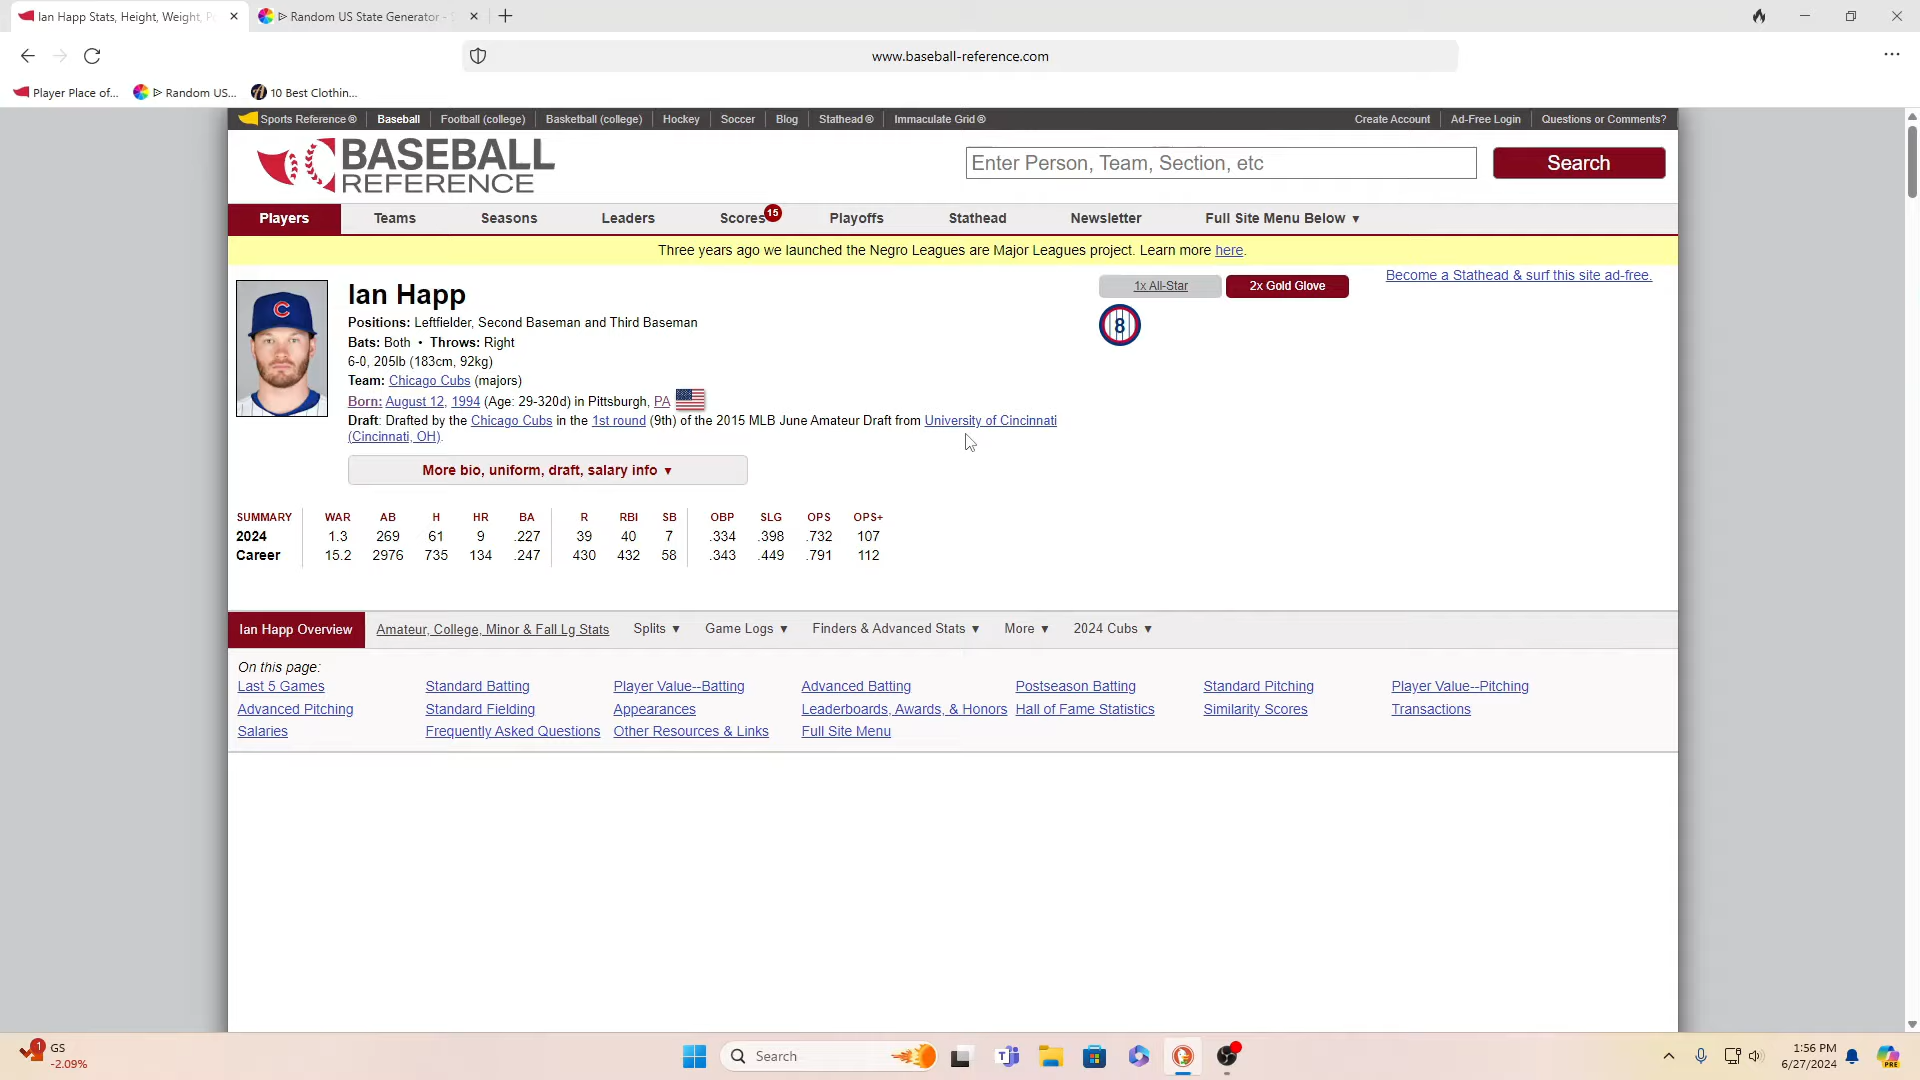 Ian Happ Stats, Height, Weight, P
ᐅ Random US State Generator - S
www.baseball-reference.com
Player Place of...
ᐅ Random US...
10 Best Clothin...
Sports Reference ®
Baseball
Football (college)
Basketball (college)
Hockey
Soccer
Blog
Stathead ®
Immaculate Grid ®
Create Account
Ad-Free Login
Questions or Comments?
BASEBALL
REFERENCE
Enter Person, Team, Section, etc
Search
Players
Teams
Seasons
Leaders
Scores 15
Playoffs
Stathead
Newsletter
Full Site Menu Below ▼
Three years ago we launched the Negro Leagues are Major Leagues project. Learn more here.
C
Ian Happ
Positions: Leftfielder, Second Baseman and Third Baseman
Bats: Both • Throws: Right
6-0, 205lb (183cm, 92kg)
Team: Chicago Cubs (majors)
Born: August 12, 1994 (Age: 29-320d) in Pittsburgh, PA
Draft: Drafted by the Chicago Cubs in the 1st round (9th) of the 2015 MLB June Amateur Draft from University of Cincinnati
(Cincinnati, OH).
More bio, uniform, draft, salary info ▼
1x All-Star
2x Gold Glove
8
Become a Stathead & surf this site ad-free.
SUMMARY WAR AB H HR BA R RBI SB OBP SLG OPS OPS+
2024 1.3 269 61 9 .227 39 40 7 .334 .398 .732 107
Career 15.2 2976 735 134 .247 430 432 58 .343 .449 .791 112
Ian Happ Overview
Amateur, College, Minor & Fall Lg Stats
Splits ▼
Game Logs ▼
Finders & Advanced Stats ▼
More ▼
2024 Cubs ▼
On this page:
Last 5 Games Standard Batting Player Value--Batting Advanced Batting Postseason Batting Standard Pitching Player Value--Pitching
Advanced Pitching Standard Fielding Appearances Leaderboards, Awards, & Honors Hall of Fame Statistics Similarity Scores Transactions
Salaries Frequently Asked Questions Other Resources & Links Full Site Menu
1
GS
-2.09%
Search
1:56 PM
6/27/2024
PRE